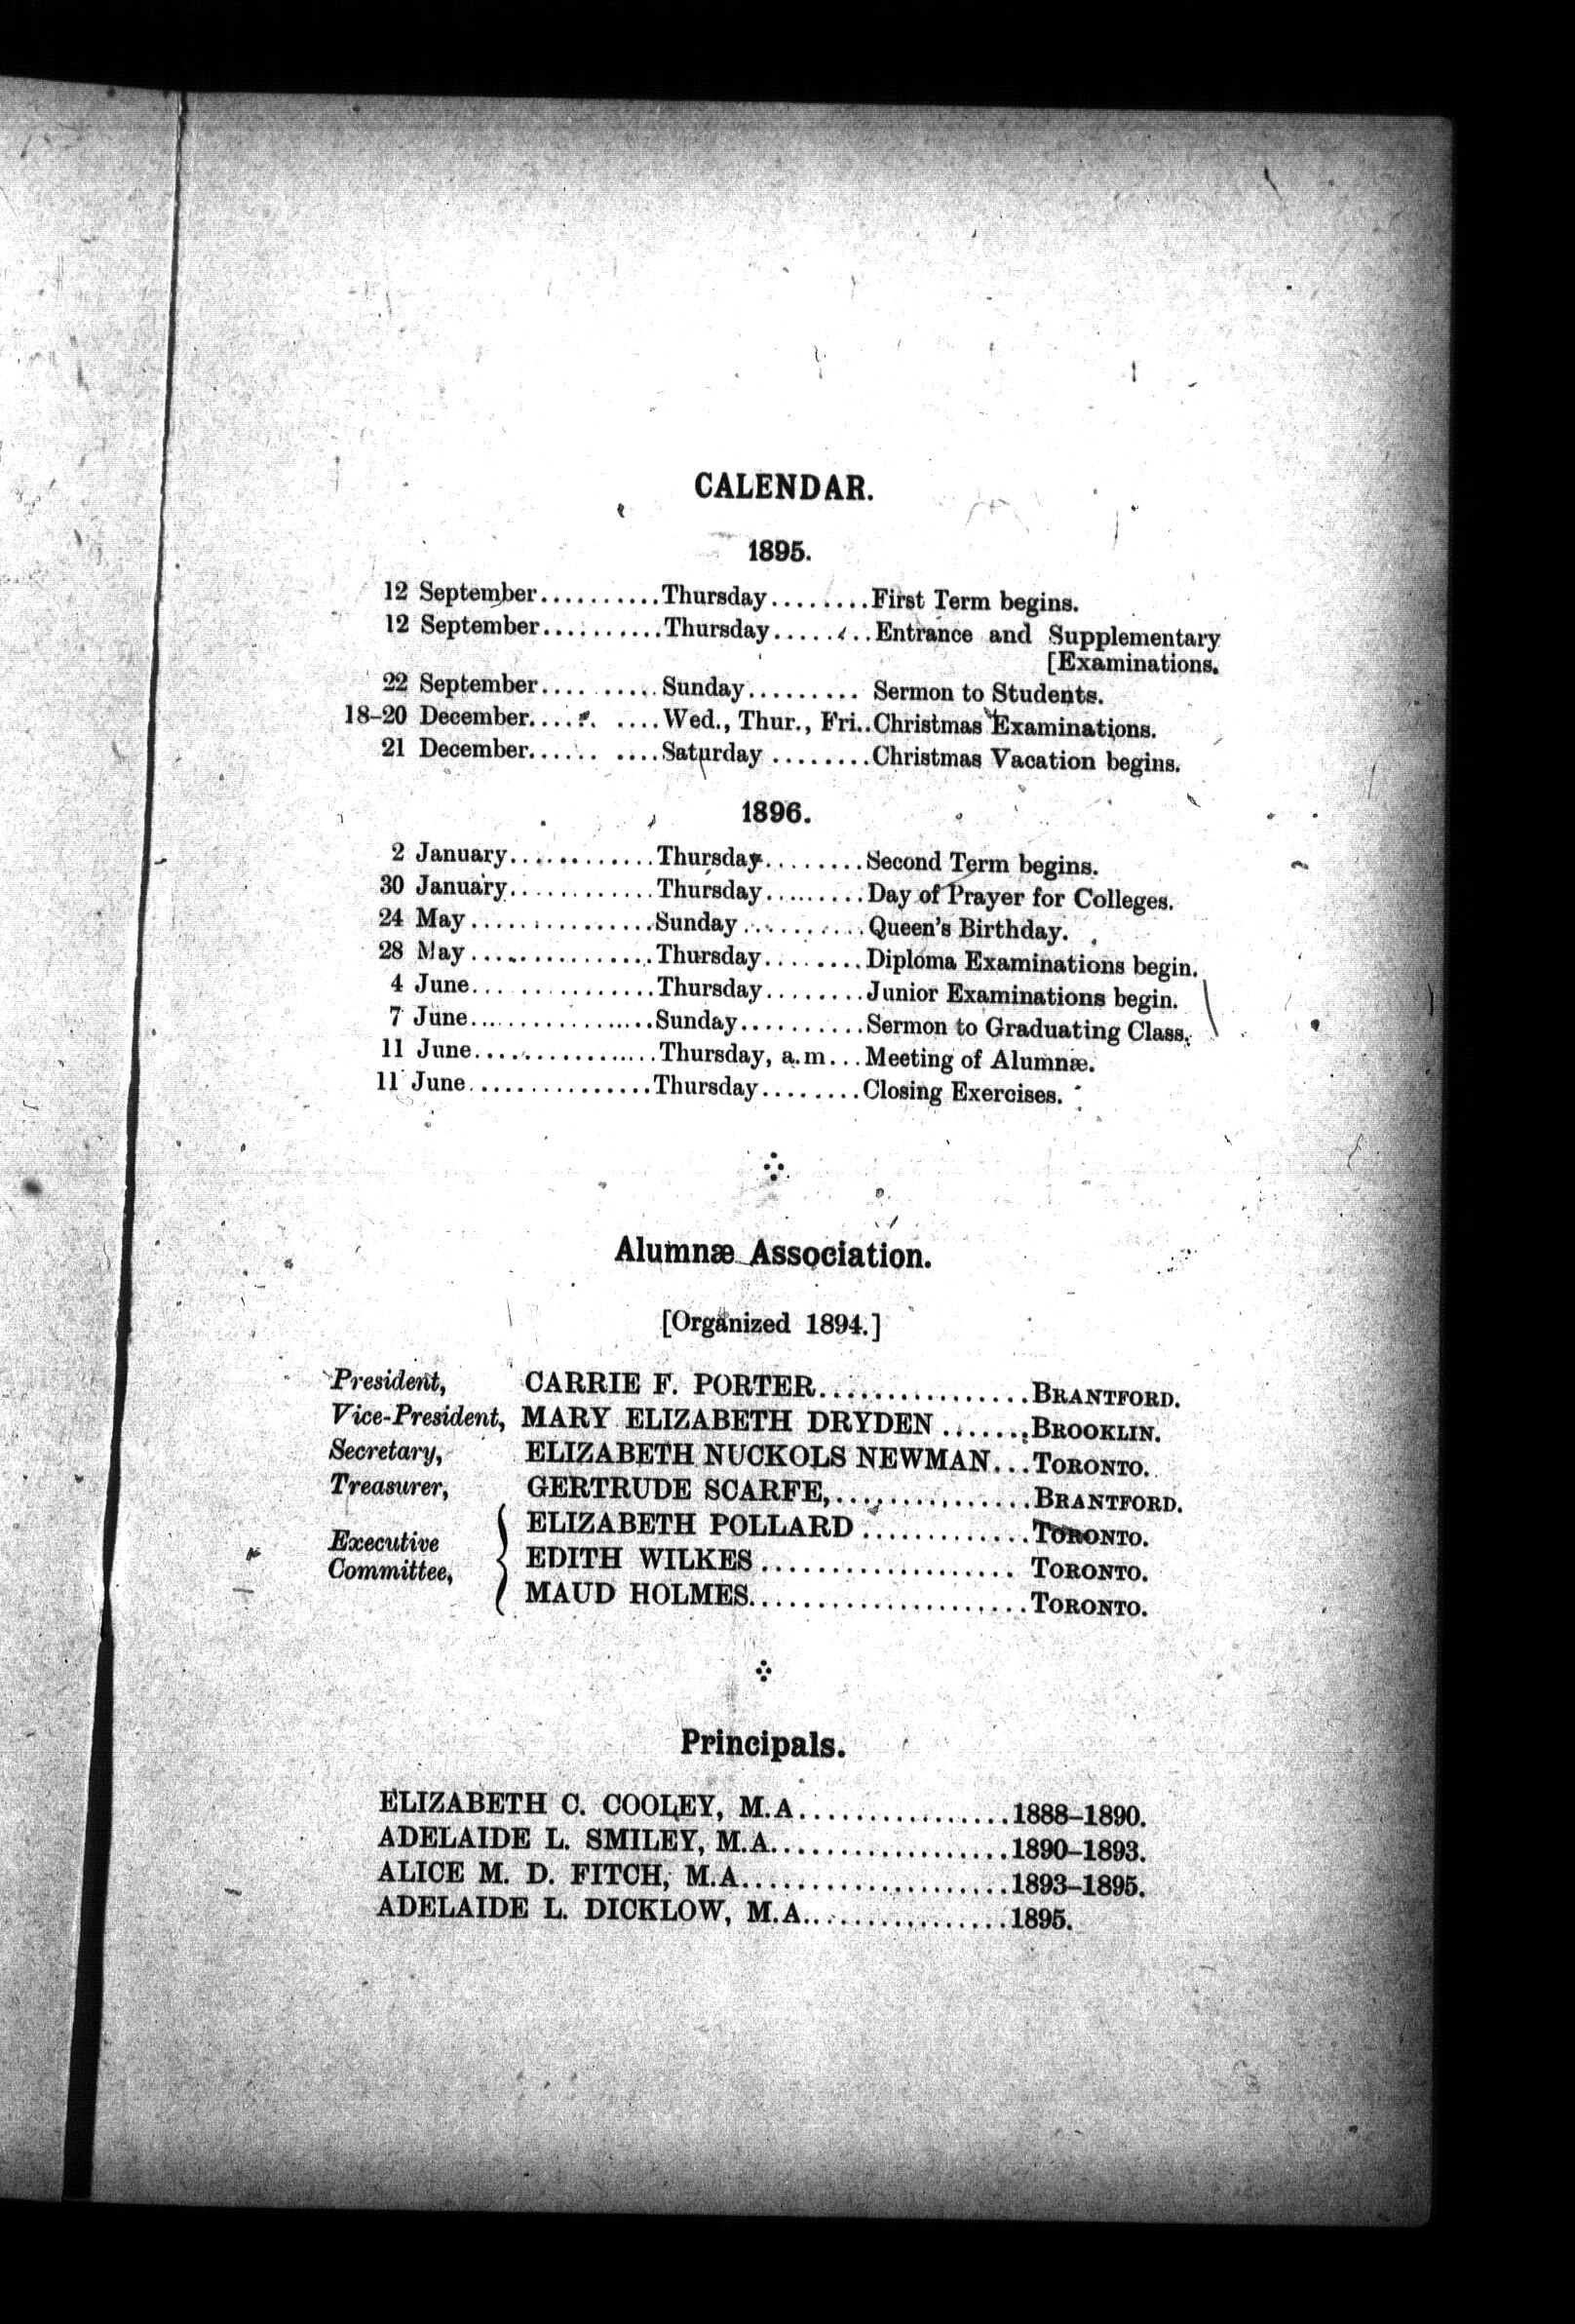 CALENDAR.
1895.
12 September..........Thursday........First Term begins.
12 September..........Thursday........Entrance and Supplementary
[Examinations.
22 September..........Sunday......... Sermon to Students.
18-20 December...... ....Wed., Thur., Fri..Christmas Examinations.
21 December...... ....Saturday ........Christmas Vacation begins.
1896.
2 January............Thursday........Second Term begins.
30 January............Thursday.........Day of Prayer for Colleges.
24 May...............Sunday..........Queen's Birthday.
28 May...............Thursday........Diploma Examinations begin.
4 June...............Thursday........Junior Examinations begin.
7 June...............Sunday..........Sermon to Graduating Class.
11 June...............Thursday, a.m...Meeting of Alumnæ.
11 June...............Thursday........Closing Exercises.
Alumnæ Association.
[Organized 1894.]
President, CARRIE F. PORTER................BRANTFORD.
Vice-President, MARY ELIZABETH DRYDEN.......BROOKLIN.
Secretary, ELIZABETH NUCKOLS NEWMAN...TORONTO.
Treasurer, GERTRUDE SCARFE,...............BRANTFORD.
ELIZABETH POLLARD............TORONTO.
Executive Committee, EDITH WILKES.................. TORONTO.
MAUD HOLMES....................TORONTO.
Principals.
ELIZABETH C. COOLEY, M.A................1888-1890.
ADELAIDE L. SMILEY, M.A..................1890-1893.
ALICE M. D. FITCH, M.A....................1893-1895.
ADELAIDE L. DICKLOW, M.A................1895.